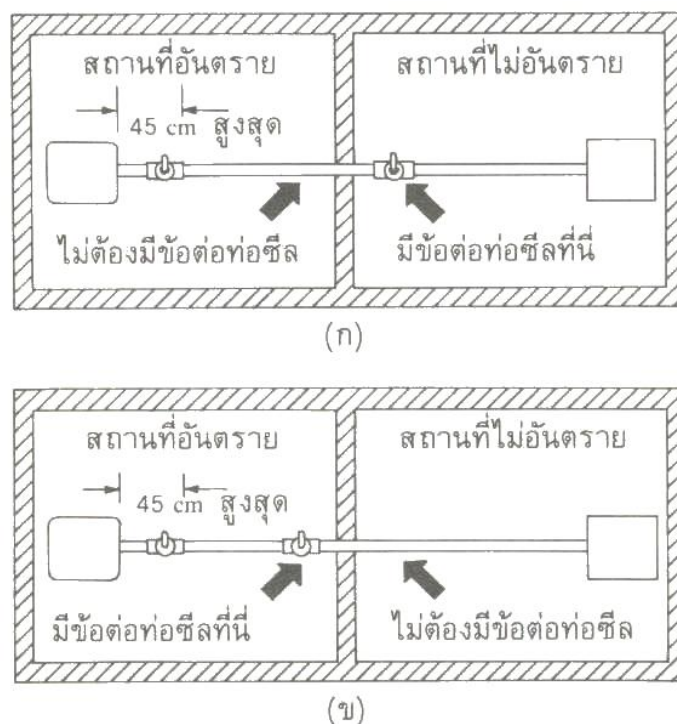 สถานที่อันตราย
สถานที่ไม่อันตราย
45 cm สูงสุด
ไม่ต้องมีข้อต่อท่อซีล
มีข้อต่อท่อซีลที่นี่
(ก)
สถานที่อันตราย
สถานที่ไม่อันตราย
45 cm สูงสุด
มีข้อต่อท่อซีลที่นี่
ไม่ต้องมีข้อต่อท่อซีล
(ข)